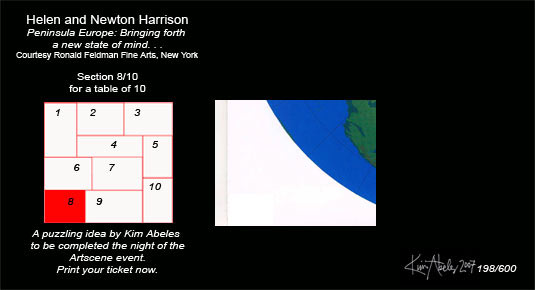 Helen and Newton Harrison
Peninsula Europe: Bringing forth
a new state of mind. . .
Courtesy Ronald Feldman Fine Arts, New York
Section 8/10
for a table of 10
1 2 3
4 5
6 7
10
8 9
A puzzling idea by Kim Abeles
to be completed the night of the
Artscene event.
Print your ticket now.
Kim Abeles 2007 198/600